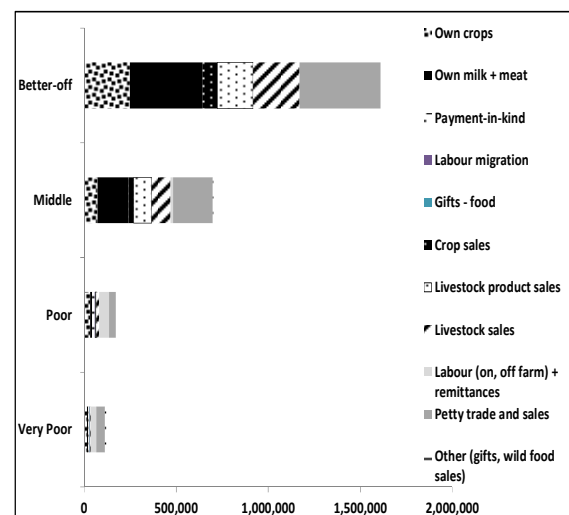 Better-off
Middle
Poor
Very Poor
0
500,000
1,000,000
1,500,000
2,000,000
Own crops
Own milk + meat
Payment-in-kind
Labour migration
Gifts - food
Crop sales
Livestock product sales
Livestock sales
Labour (on, off farm) +
remittances
Petty trade and sales
Other (gifts, wild food
sales)